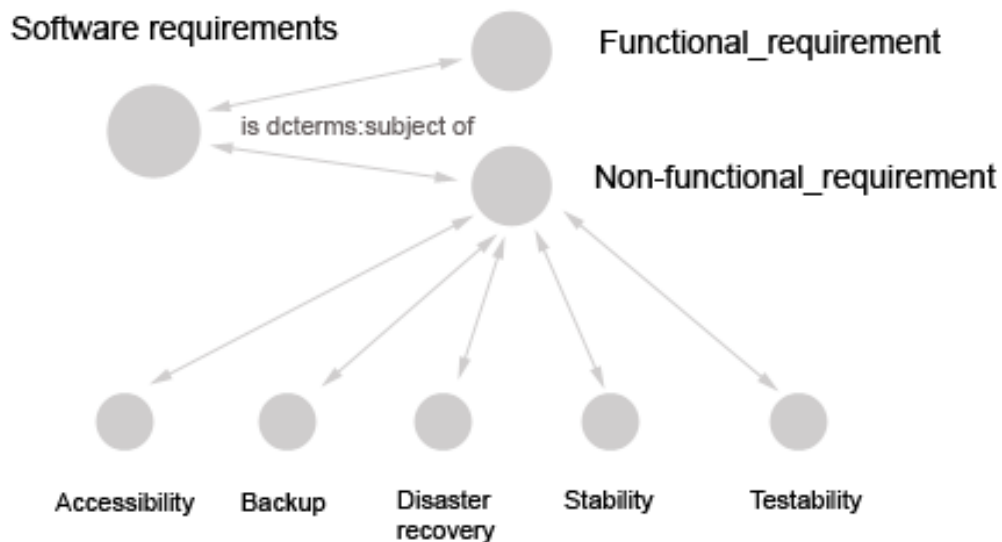 Software requirements
Functional_requirement
is dcterms:subject of
Non-functional_requirement
Accessibility
Backup
Disaster
recovery
Stability
Testability